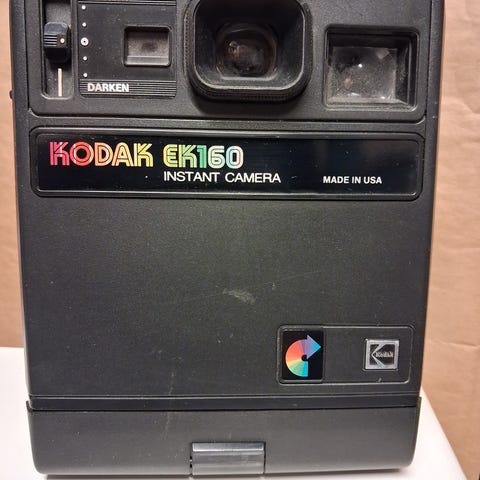 DARKEN
KODAK EK160
INSTANT CAMERA
MADE IN USA
Kodak